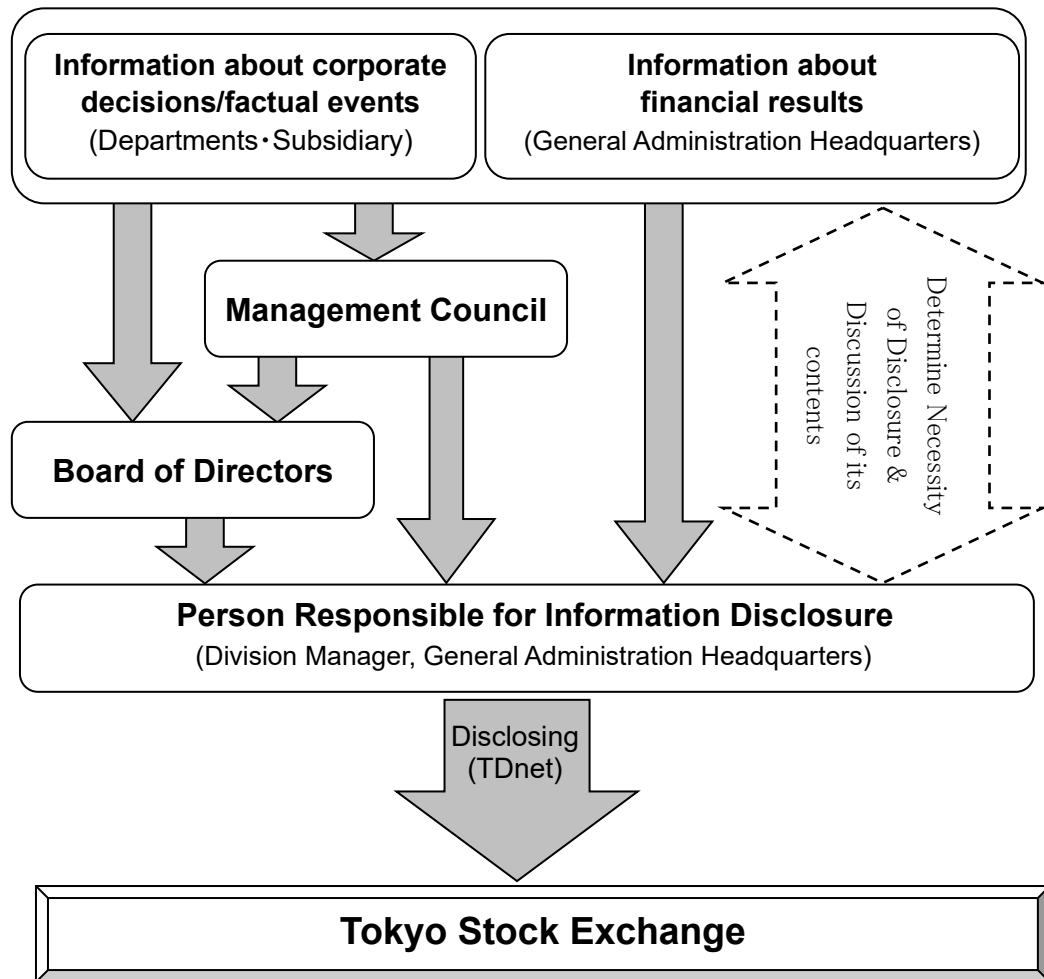 Information about corporate
decisions/factual events
(Departments・Subsidiary)
Information about
financial results
(General Administration Headquarters)
Management Council
Determine Necessity
of Disclosure &
Discussion of its
contents
Board of Directors
Person Responsible for Information Disclosure
(Division Manager, General Administration Headquarters)
Disclosing
(TDnet)
Tokyo Stock Exchange